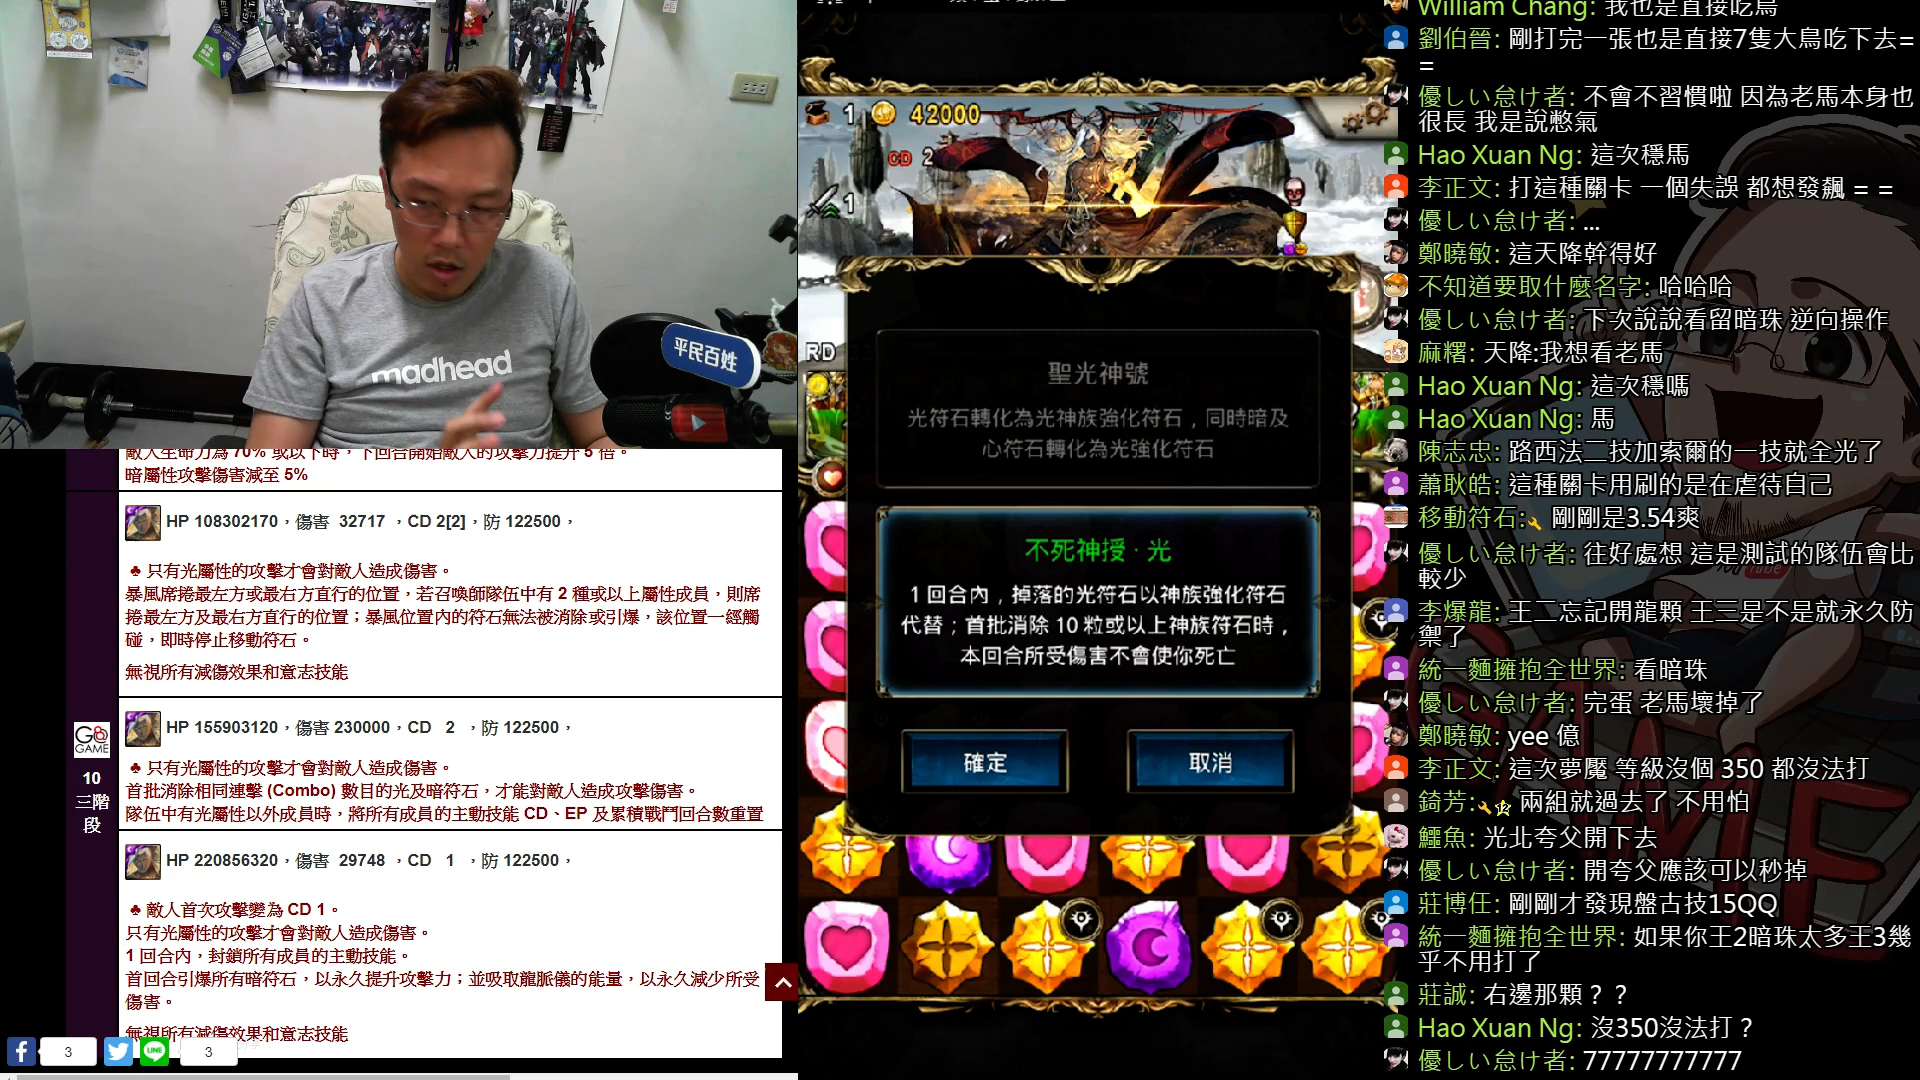 madhead
平民百姓
敵人生命力為 70% 或以下時，下回合開始敵人的攻擊力提升 5 倍。
暗屬性攻擊傷害減至 5%
HP 108302170，傷害 32717 ，CD 2[2]，防 122500，
♣ 只有光屬性的攻擊才會對敵人造成傷害。
暴風席捲最左方或最右方直行的位置，若召喚師隊伍中有 2 種或以上屬性成員，則席
捲最左方及最右方直行的位置；暴風位置內的符石無法被消除或引爆，該位置一經觸
碰，即時停止移動符石。
無視所有減傷效果和意志技能
G8
GAME
10
三階
段
HP 155903120，傷害 230000，CD 2 ，防 122500，
♣ 只有光屬性的攻擊才會對敵人造成傷害。
首批消除相同連擊 (Combo) 數目的光及暗符石，才能對敵人造成攻擊傷害。
隊伍中有光屬性以外成員時，將所有成員的主動技能 CD、EP 及累積戰鬥回合數重置
HP 220856320，傷害 29748 ，CD 1 ，防 122500，
♣ 敵人首次攻擊變為 CD 1。
只有光屬性的攻擊才會對敵人造成傷害。
1 回合內，封鎖所有成員的主動技能。
首回合引爆所有暗符石，以永久提升攻擊力；並吸取龍脈儀的能量，以永久減少所受
傷害。
無視所有減傷效果和意志技能
3
LINE
3
1
42000
CD 2
1
RD
聖光神號
光符石轉化為光神族強化符石，同時暗及
心符石轉化為光強化符石
不死神授 · 光
1 回合內，掉落的光符石以神族強化符石
代替；首批消除 10 粒或以上神族符石時，
本回合所受傷害不會使你死亡
確定
取消
William Chang: 我也是直接吃鳥
劉伯晉: 剛打完一張也是直接7隻大鳥吃下去=
=
優しい怠け者: 不會不習慣啦 因為老馬本身也
很長 我是說憋氣
Hao Xuan Ng: 這次穩馬
李正文: 打這種關卡 一個失誤 都想發飆 = =
優しい怠け者: ...
鄭曉敏: 這天降幹得好
不知道要取什麼名字: 哈哈哈
優しい怠け者: 下次說說看留暗珠 逆向操作
麻糬: 天降:我想看老馬
Hao Xuan Ng: 這次穩嗎
Hao Xuan Ng: 馬
陳志忠: 路西法二技加索爾的一技就全光了
蕭耿皓: 這種關卡用刷的是在虐待自己
移動符石: 剛剛是3.54爽
優しい怠け者: 往好處想 這是測試的隊伍會比
較少
李爆龍: 王二忘記開龍顆 王三是不是就永久防
禦了
統一麵擁抱全世界: 看暗珠
優しい怠け者: 完蛋 老馬壞掉了
鄭曉敏: yee 億
李正文: 這次夢魘 等級沒個 350 都沒法打
錡芳: 兩組就過去了 不用怕
鱷魚: 光北夸父開下去
優しい怠け者: 開夸父應該可以秒掉
莊博任: 剛剛才發現盤古技15QQ
統一麵擁抱全世界: 如果你王2暗珠太多王3幾
乎不用打了
莊誠: 右邊那顆？？
Hao Xuan Ng: 沒350沒法打？
優しい怠け者: 77777777777